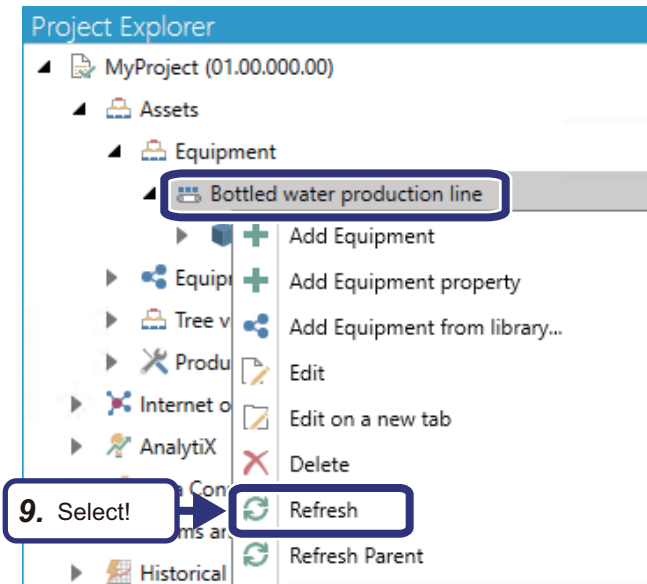 Project Explorer
MyProject (01.00.000.00)
Assets
Equipment
Bottled water production line
Add Equipment
Add Equipment property
Add Equipment from library...
Tree v
Edit
Internet o
Edit on a new tab
AnalytiX
Delete
9. Select!
Refresh
Refresh Parent
Historical